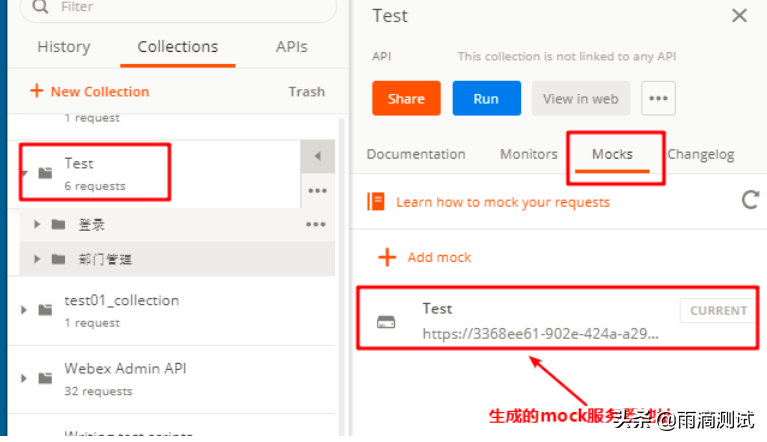 Filter
History
Collections
APIs
New Collection
Trash
1 request
Test
6 requests
登录
部门管理
test01_collection
1 request
Webex Admin API
32 requests
Writing test scripts
Test
API
This collection is not linked to any API
Share
Run
View in web
Documentation
Monitors
Mocks
Changelog
Learn how to mock your requests
Add mock
Test
CURRENT
https://3368ee61-902e-424a-a29...
生成的mock服务
头条 @雨滴测试